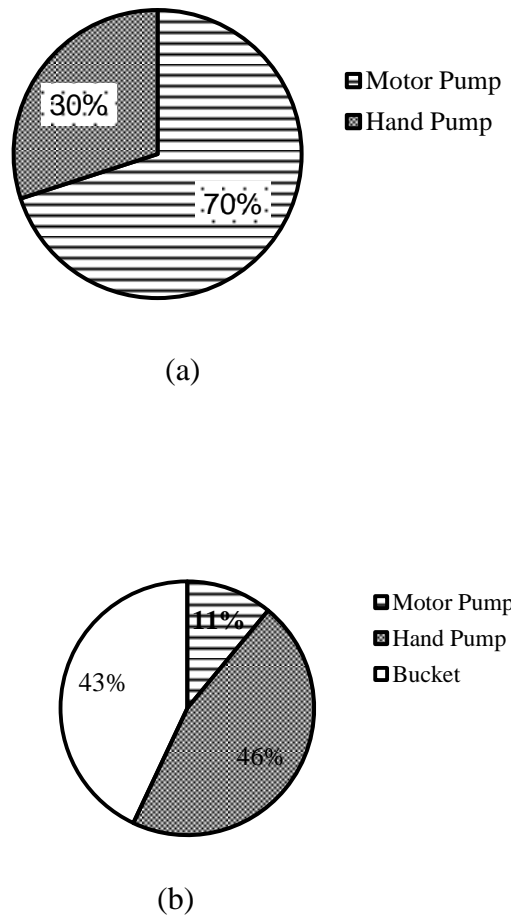 30%
70%
Motor Pump
Hand Pump
(a)
11%
43%
46%
Motor Pump
Hand Pump
Bucket
(b)